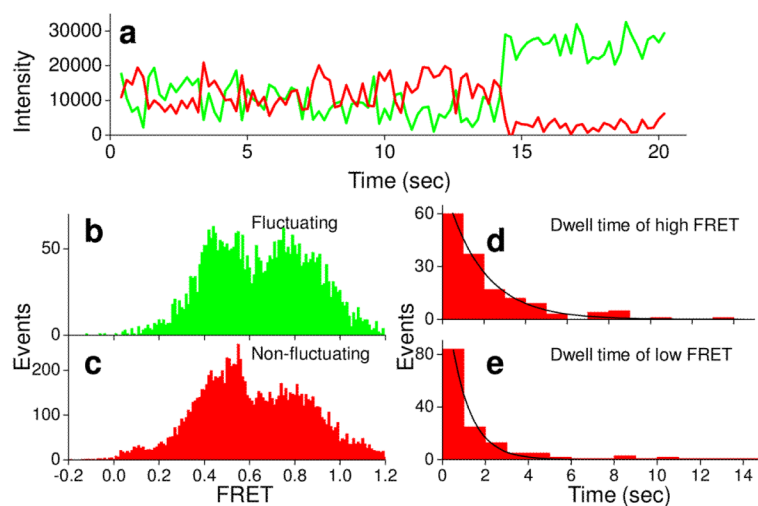 a
Intensity
30000
20000
10000
0
0
5
10
15
20
Time (sec)
b
Fluctuating
50
0
Events
c
Non-fluctuating
200
100
0
-0.2 0.0 0.2 0.4 0.6 0.8 1.0 1.2
FRET
d
Dwell time of high FRET
60
30
0
Events
e
Dwell time of low FRET
80
40
0
0 2 4 6 8 10 12 14
Time (sec)